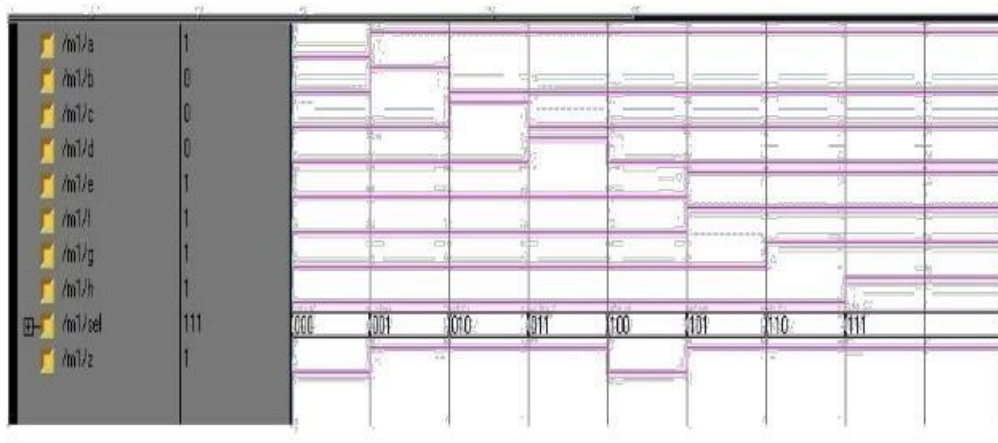 /m1/a 1
/m1/b 0
/m1/c 0
/m1/d 0
/m1/e 1
/m1/f 1
/m1/g 1
/m1/h 1
/m1/sel 111 000 001 010 011 100 101 110 111
/m1/z 1